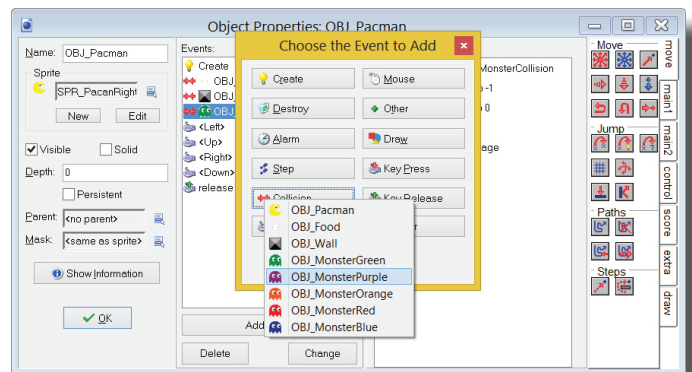 Object Properties: OBJ_Pacman
Name: OBJ_Pacman
Sprite
SPR_PacanRight
New Edit
Visible Solid
Depth: 0
Persistent
Parent: <no parent>
Mask: <same as sprite>
Show Information
OK
Events:
Create
OBJ_
OBJ_
OBJ_
<Left>
<Up>
<Right>
<Down>
release
Add
Delete Change
Choose the Event to Add
Create Mouse
Destroy Other
Alarm Draw
Step Key Press
Collision Key Release
OBJ_Pacman
OBJ_Food
OBJ_Wall
OBJ_MonsterGreen
OBJ_MonsterPurple
OBJ_MonsterOrange
OBJ_MonsterRed
OBJ_MonsterBlue
MonsterCollision
-1
0
age
Move
Jump
Paths
Steps
move
main1
main2
control
score
extra
draw